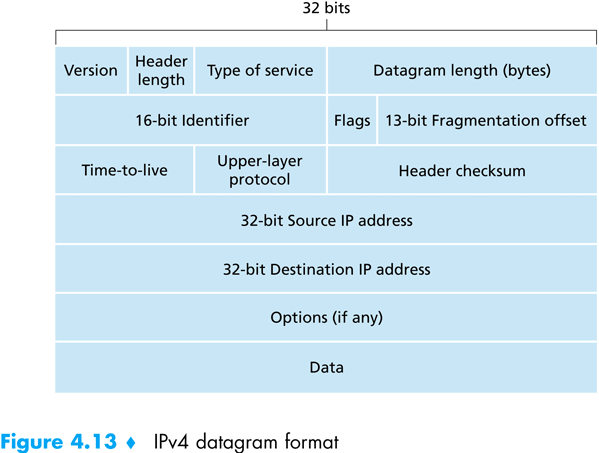 32 bits
Version Header length Type of service Datagram length (bytes)
16-bit Identifier Flags 13-bit Fragmentation offset
Time-to-live Upper-layer protocol Header checksum
32-bit Source IP address
32-bit Destination IP address
Options (if any)
Data
Figure 4.13 ♦ IPv4 datagram format